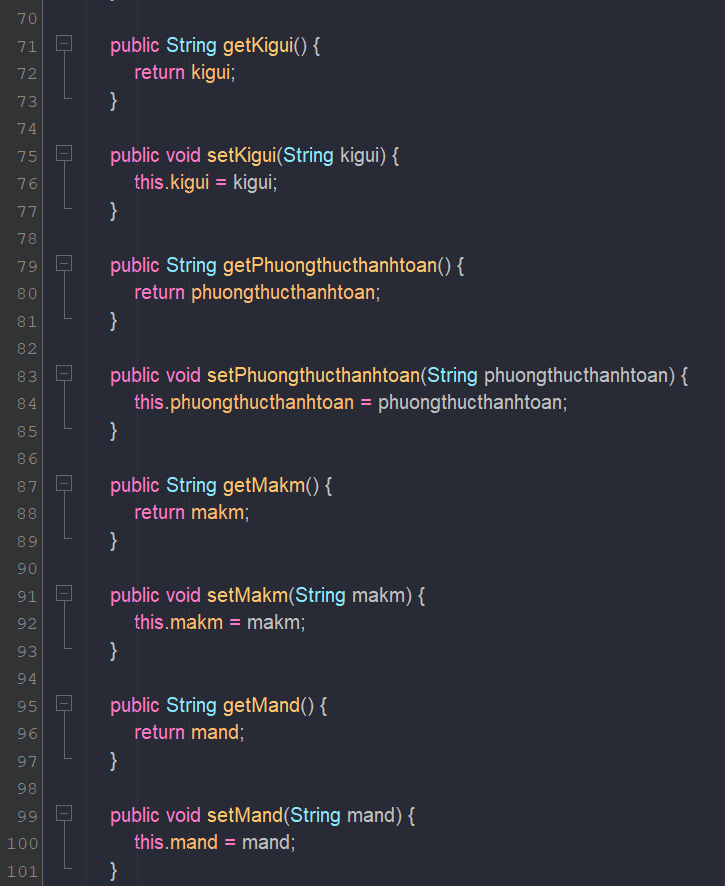 70
71 public String getKigui() {
72 return kigui;
73 }
74
75 public void setKigui(String kigui) {
76 this.kigui = kigui;
77 }
78
79 public String getPhuongthucthanhtoan() {
80 return phuongthucthanhtoan;
81 }
82
83 public void setPhuongthucthanhtoan(String phuongthucthanhtoan) {
84 this.phuongthucthanhtoan = phuongthucthanhtoan;
85 }
86
87 public String getMakm() {
88 return makm;
89 }
90
91 public void setMakm(String makm) {
92 this.makm = makm;
93 }
94
95 public String getMand() {
96 return mand;
97 }
98
99 public void setMand(String mand) {
100 this.mand = mand;
101 }